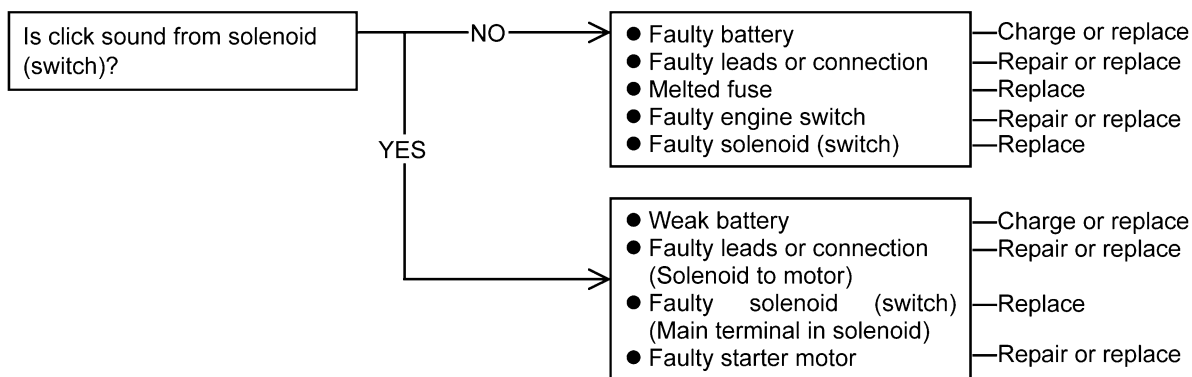 Is click sound from solenoid
(switch)?
NO
● Faulty battery
Charge or replace
● Faulty leads or connection
Repair or replace
● Melted fuse
Replace
● Faulty engine switch
Repair or replace
● Faulty solenoid (switch)
Replace
YES
● Weak battery
Charge or replace
● Faulty leads or connection
Repair or replace
(Solenoid to motor)
● Faulty solenoid (switch)
Replace
(Main terminal in solenoid)
● Faulty starter motor
Repair or replace